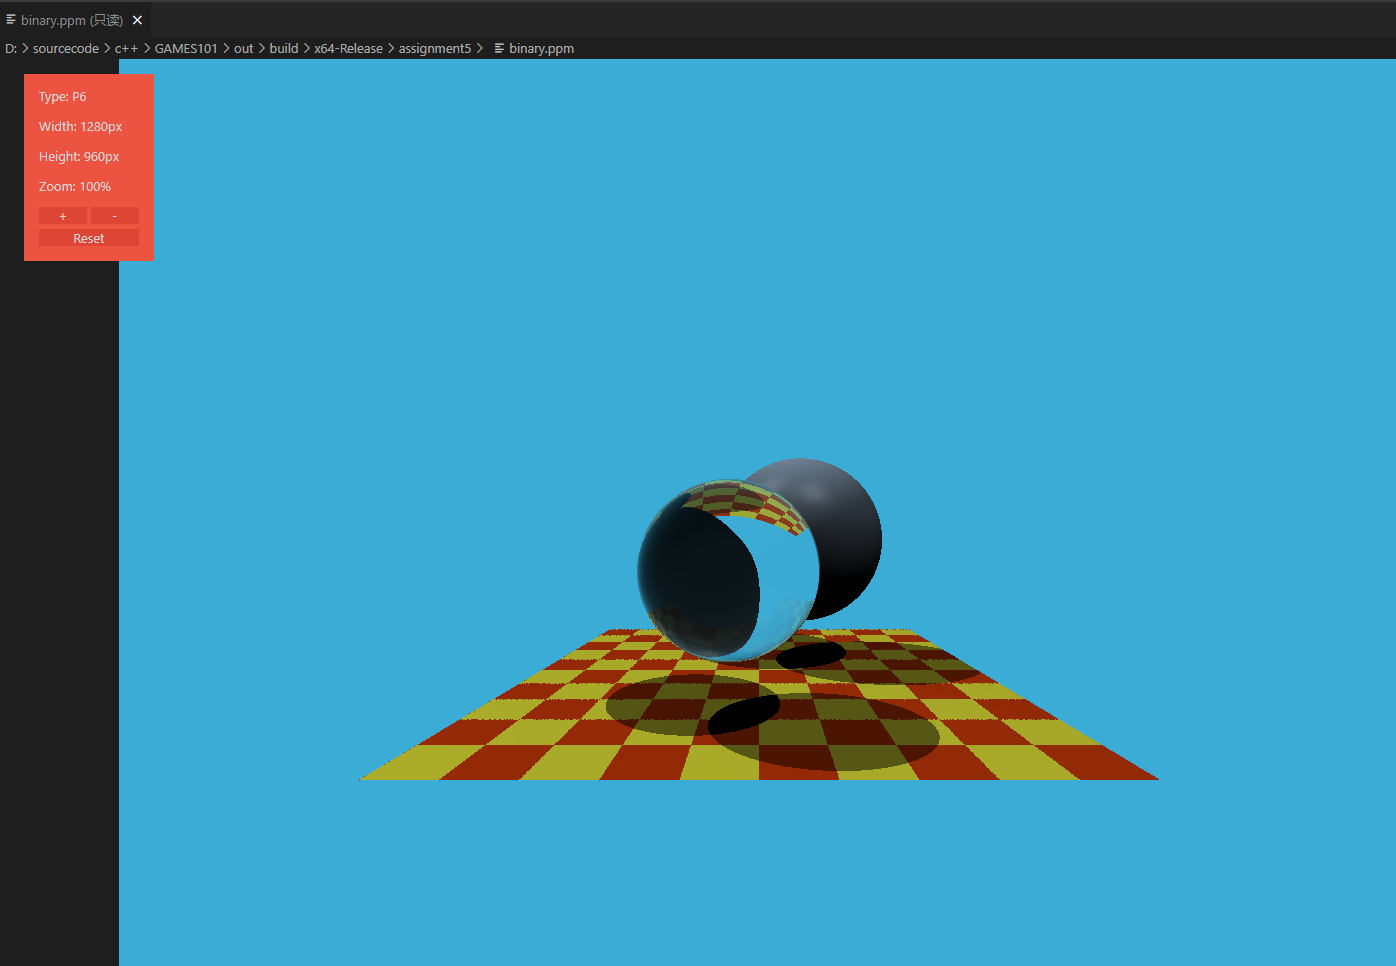 binary.ppm (只读)
D: > sourcecode > c++ > GAMES101 > out > build > x64-Release > assignment5 > binary.ppm
Type: P6
Width: 1280px
Height: 960px
Zoom: 100%
+ -
Reset